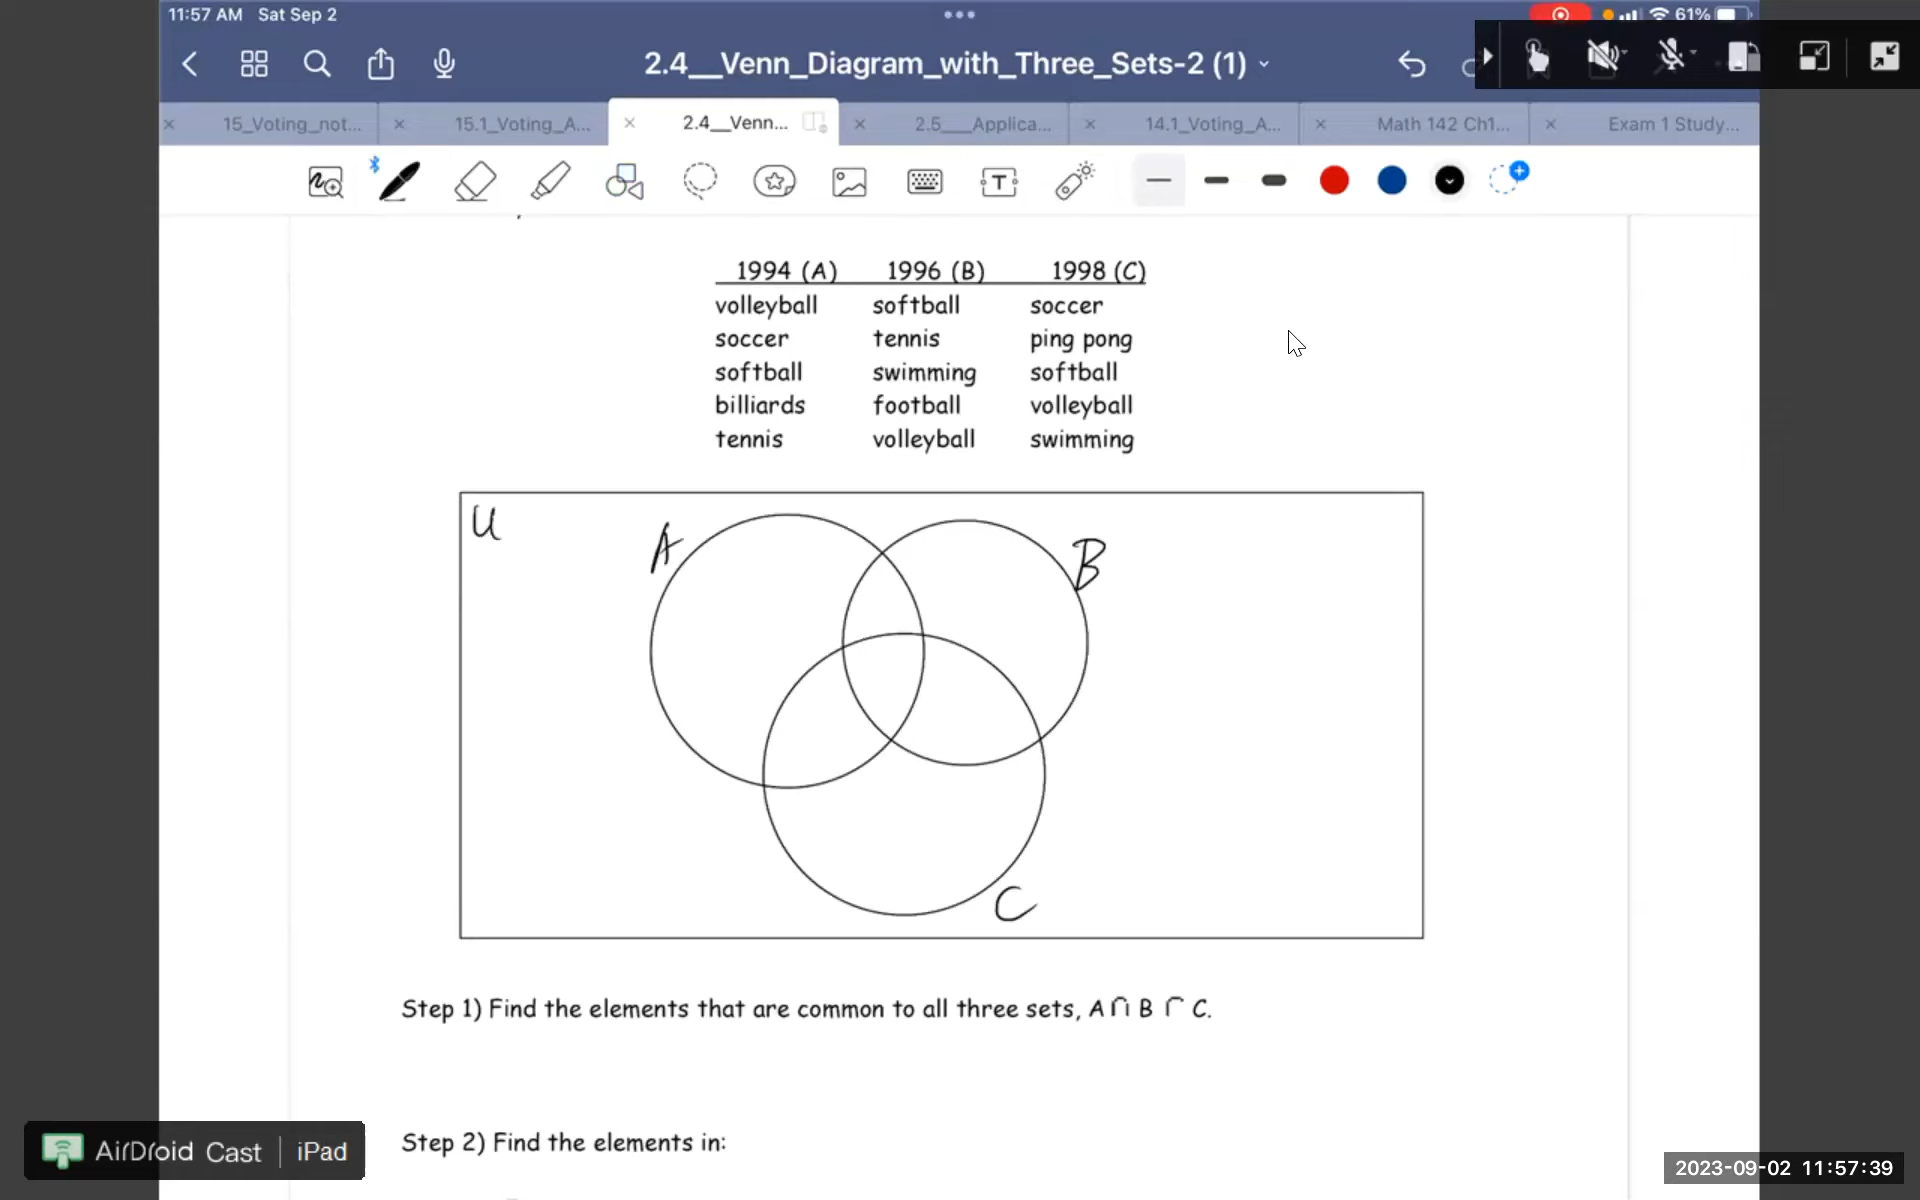 11:57 AM Sat Sep 2
61%
2.4__Venn_Diagram_with_Three_Sets-2 (1)
15_Voting_not... 15.1_Voting_A... 2.4__Venn... 2.5___Applica... 14.1_Voting_A... Math 142 Ch1... Exam 1 Study...
1994 (A) 1996 (B) 1998 (C)
volleyball softball soccer
soccer tennis ping pong
softball swimming softball
billiards football volleyball
tennis volleyball swimming
U
A
B
C
Step 1) Find the elements that are common to all three sets, A ∩ B ∩ C.
Step 2) Find the elements in:
AirDroid Cast | iPad
2023-09-02 11:57:39